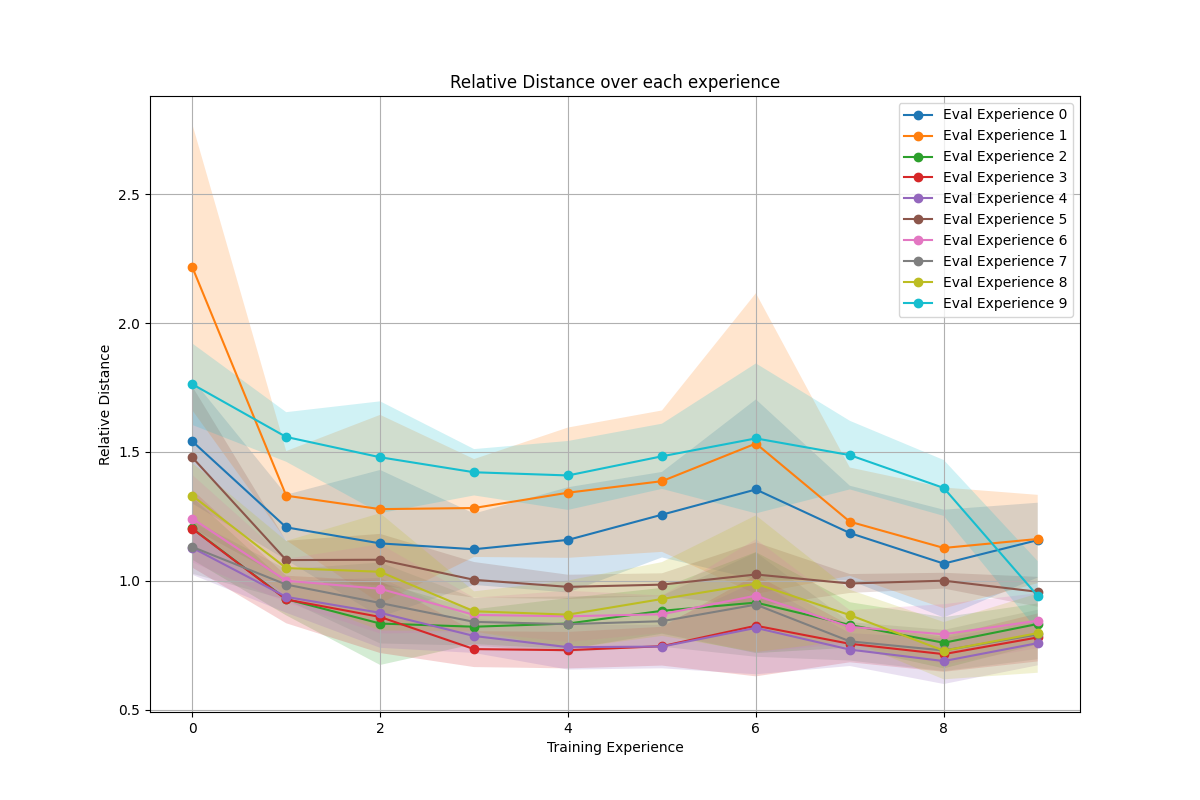 Relative Distance over each experience
Eval Experience 0
Eval Experience 1
Eval Experience 2
Eval Experience 3
Eval Experience 4
Eval Experience 5
Eval Experience 6
Eval Experience 7
Eval Experience 8
Eval Experience 9
2.5
2.0
1.5
1.0
0.5
Relative Distance
0 2 4 6 8
Training Experience